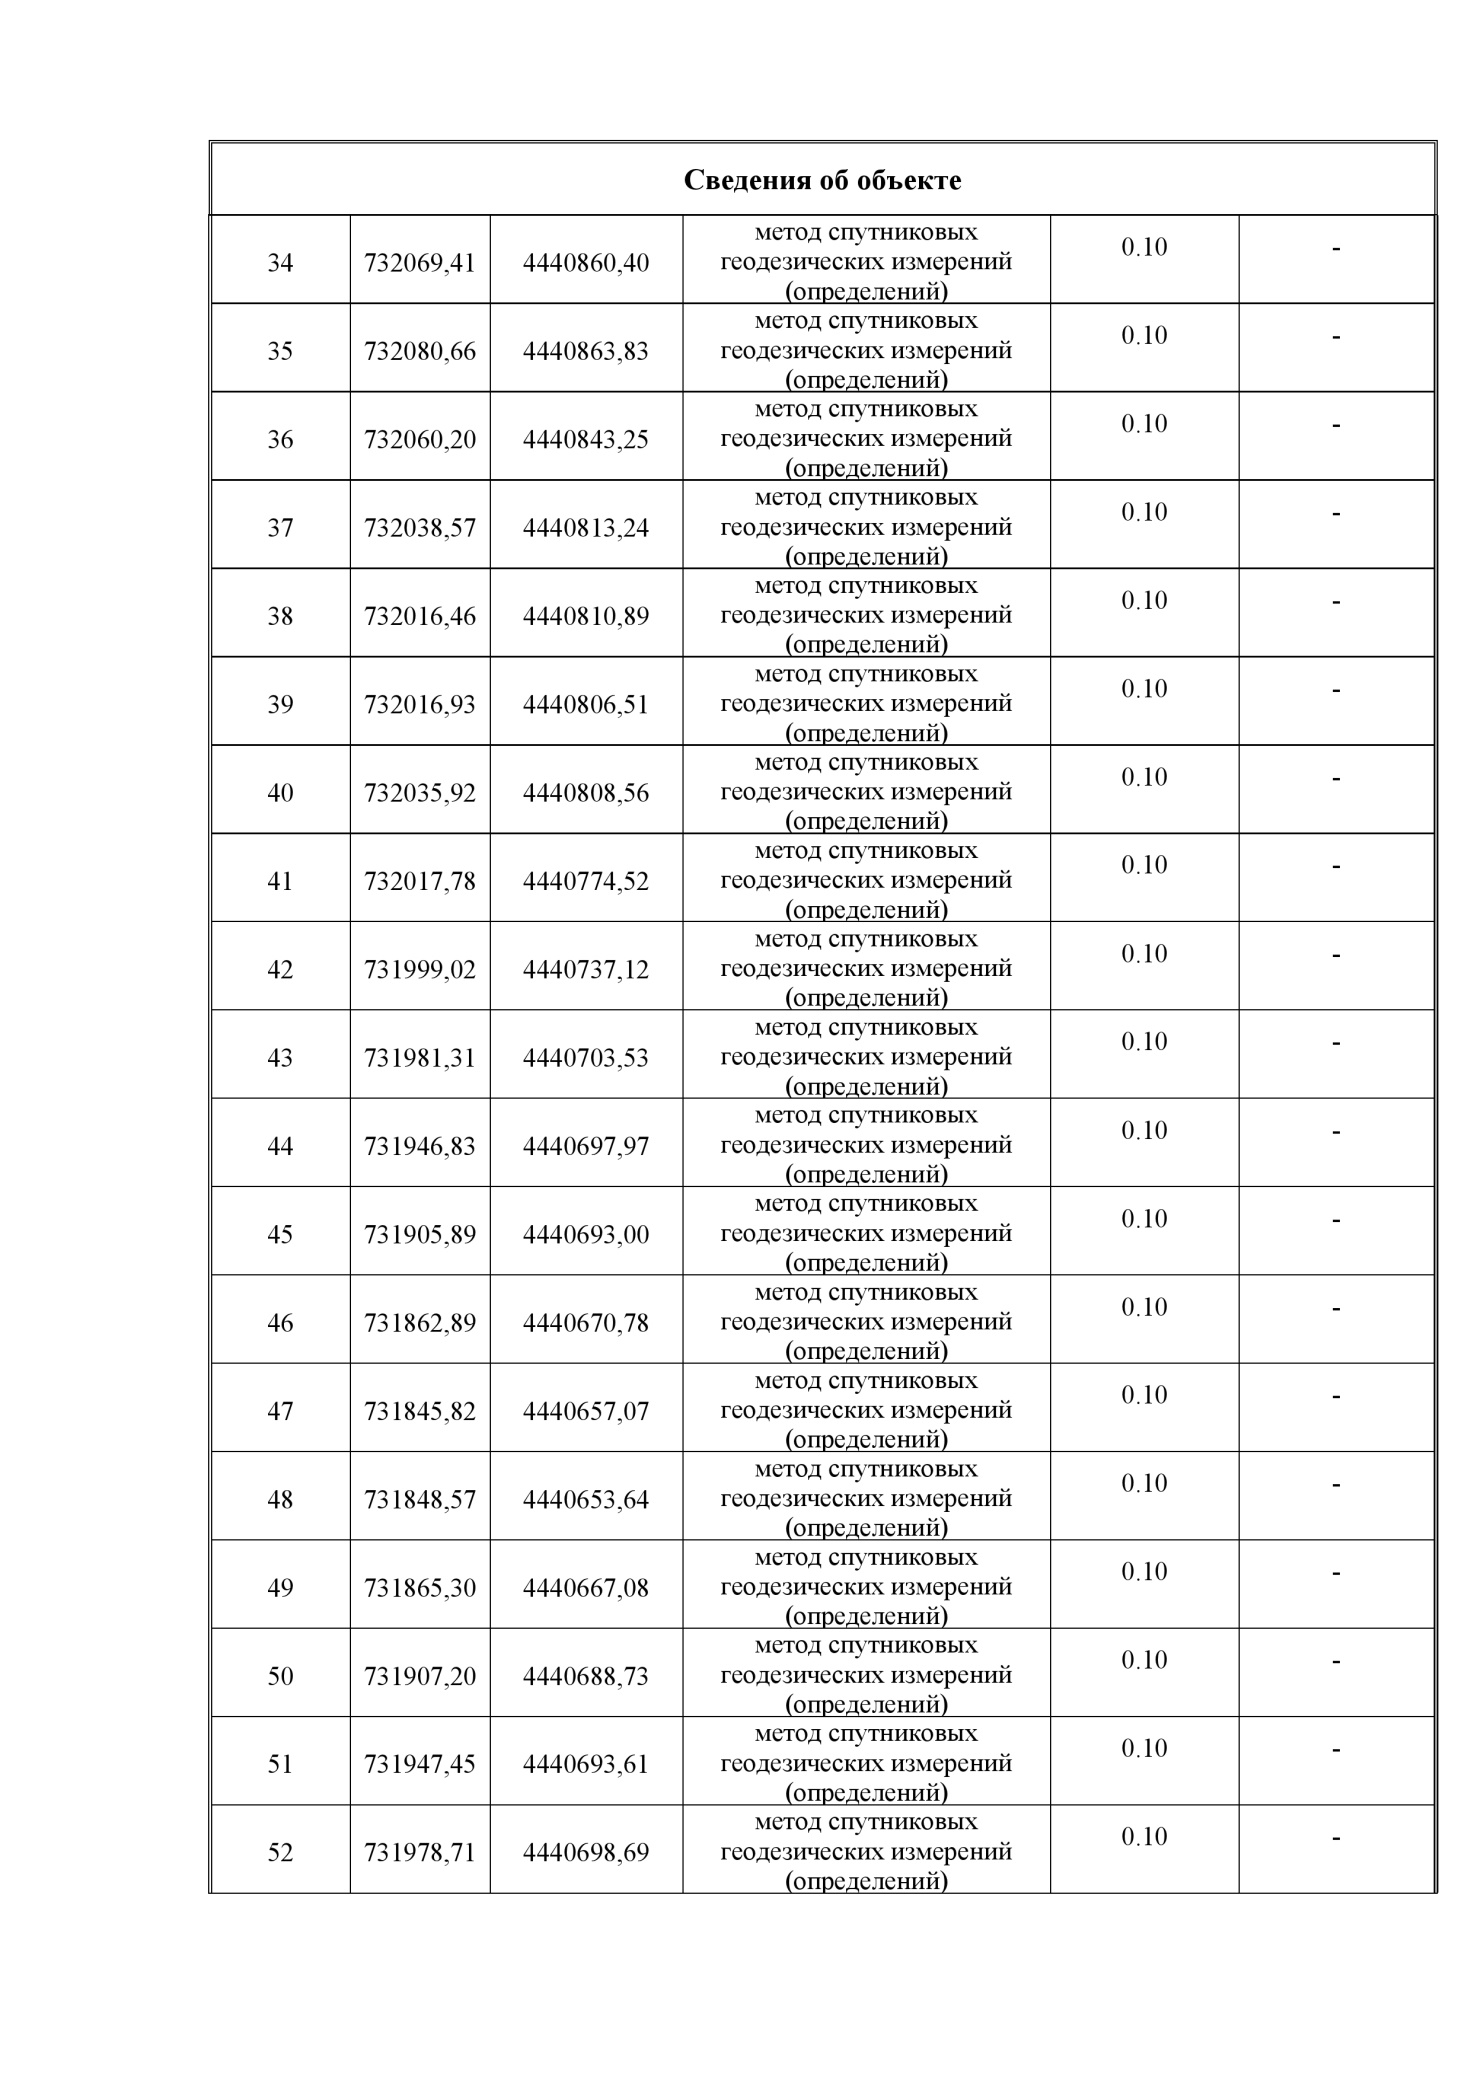 Сведения об объекте
34 732069,41 4440860,40 метод спутниковых геодезических измерений (определений) 0.10 -
35 732080,66 4440863,83 метод спутниковых геодезических измерений (определений) 0.10 -
36 732060,20 4440843,25 метод спутниковых геодезических измерений (определений) 0.10 -
37 732038,57 4440813,24 метод спутниковых геодезических измерений (определений) 0.10 -
38 732016,46 4440810,89 метод спутниковых геодезических измерений (определений) 0.10 -
39 732016,93 4440806,51 метод спутниковых геодезических измерений (определений) 0.10 -
40 732035,92 4440808,56 метод спутниковых геодезических измерений (определений) 0.10 -
41 732017,78 4440774,52 метод спутниковых геодезических измерений (определений) 0.10 -
42 731999,02 4440737,12 метод спутниковых геодезических измерений (определений) 0.10 -
43 731981,31 4440703,53 метод спутниковых геодезических измерений (определений) 0.10 -
44 731946,83 4440697,97 метод спутниковых геодезических измерений (определений) 0.10 -
45 731905,89 4440693,00 метод спутниковых геодезических измерений (определений) 0.10 -
46 731862,89 4440670,78 метод спутниковых геодезических измерений (определений) 0.10 -
47 731845,82 4440657,07 метод спутниковых геодезических измерений (определений) 0.10 -
48 731848,57 4440653,64 метод спутниковых геодезических измерений (определений) 0.10 -
49 731865,30 4440667,08 метод спутниковых геодезических измерений (определений) 0.10 -
50 731907,20 4440688,73 метод спутниковых геодезических измерений (определений) 0.10 -
51 731947,45 4440693,61 метод спутниковых геодезических измерений (определений) 0.10 -
52 731978,71 4440698,69 метод спутниковых геодезических измерений (определений) 0.10 -